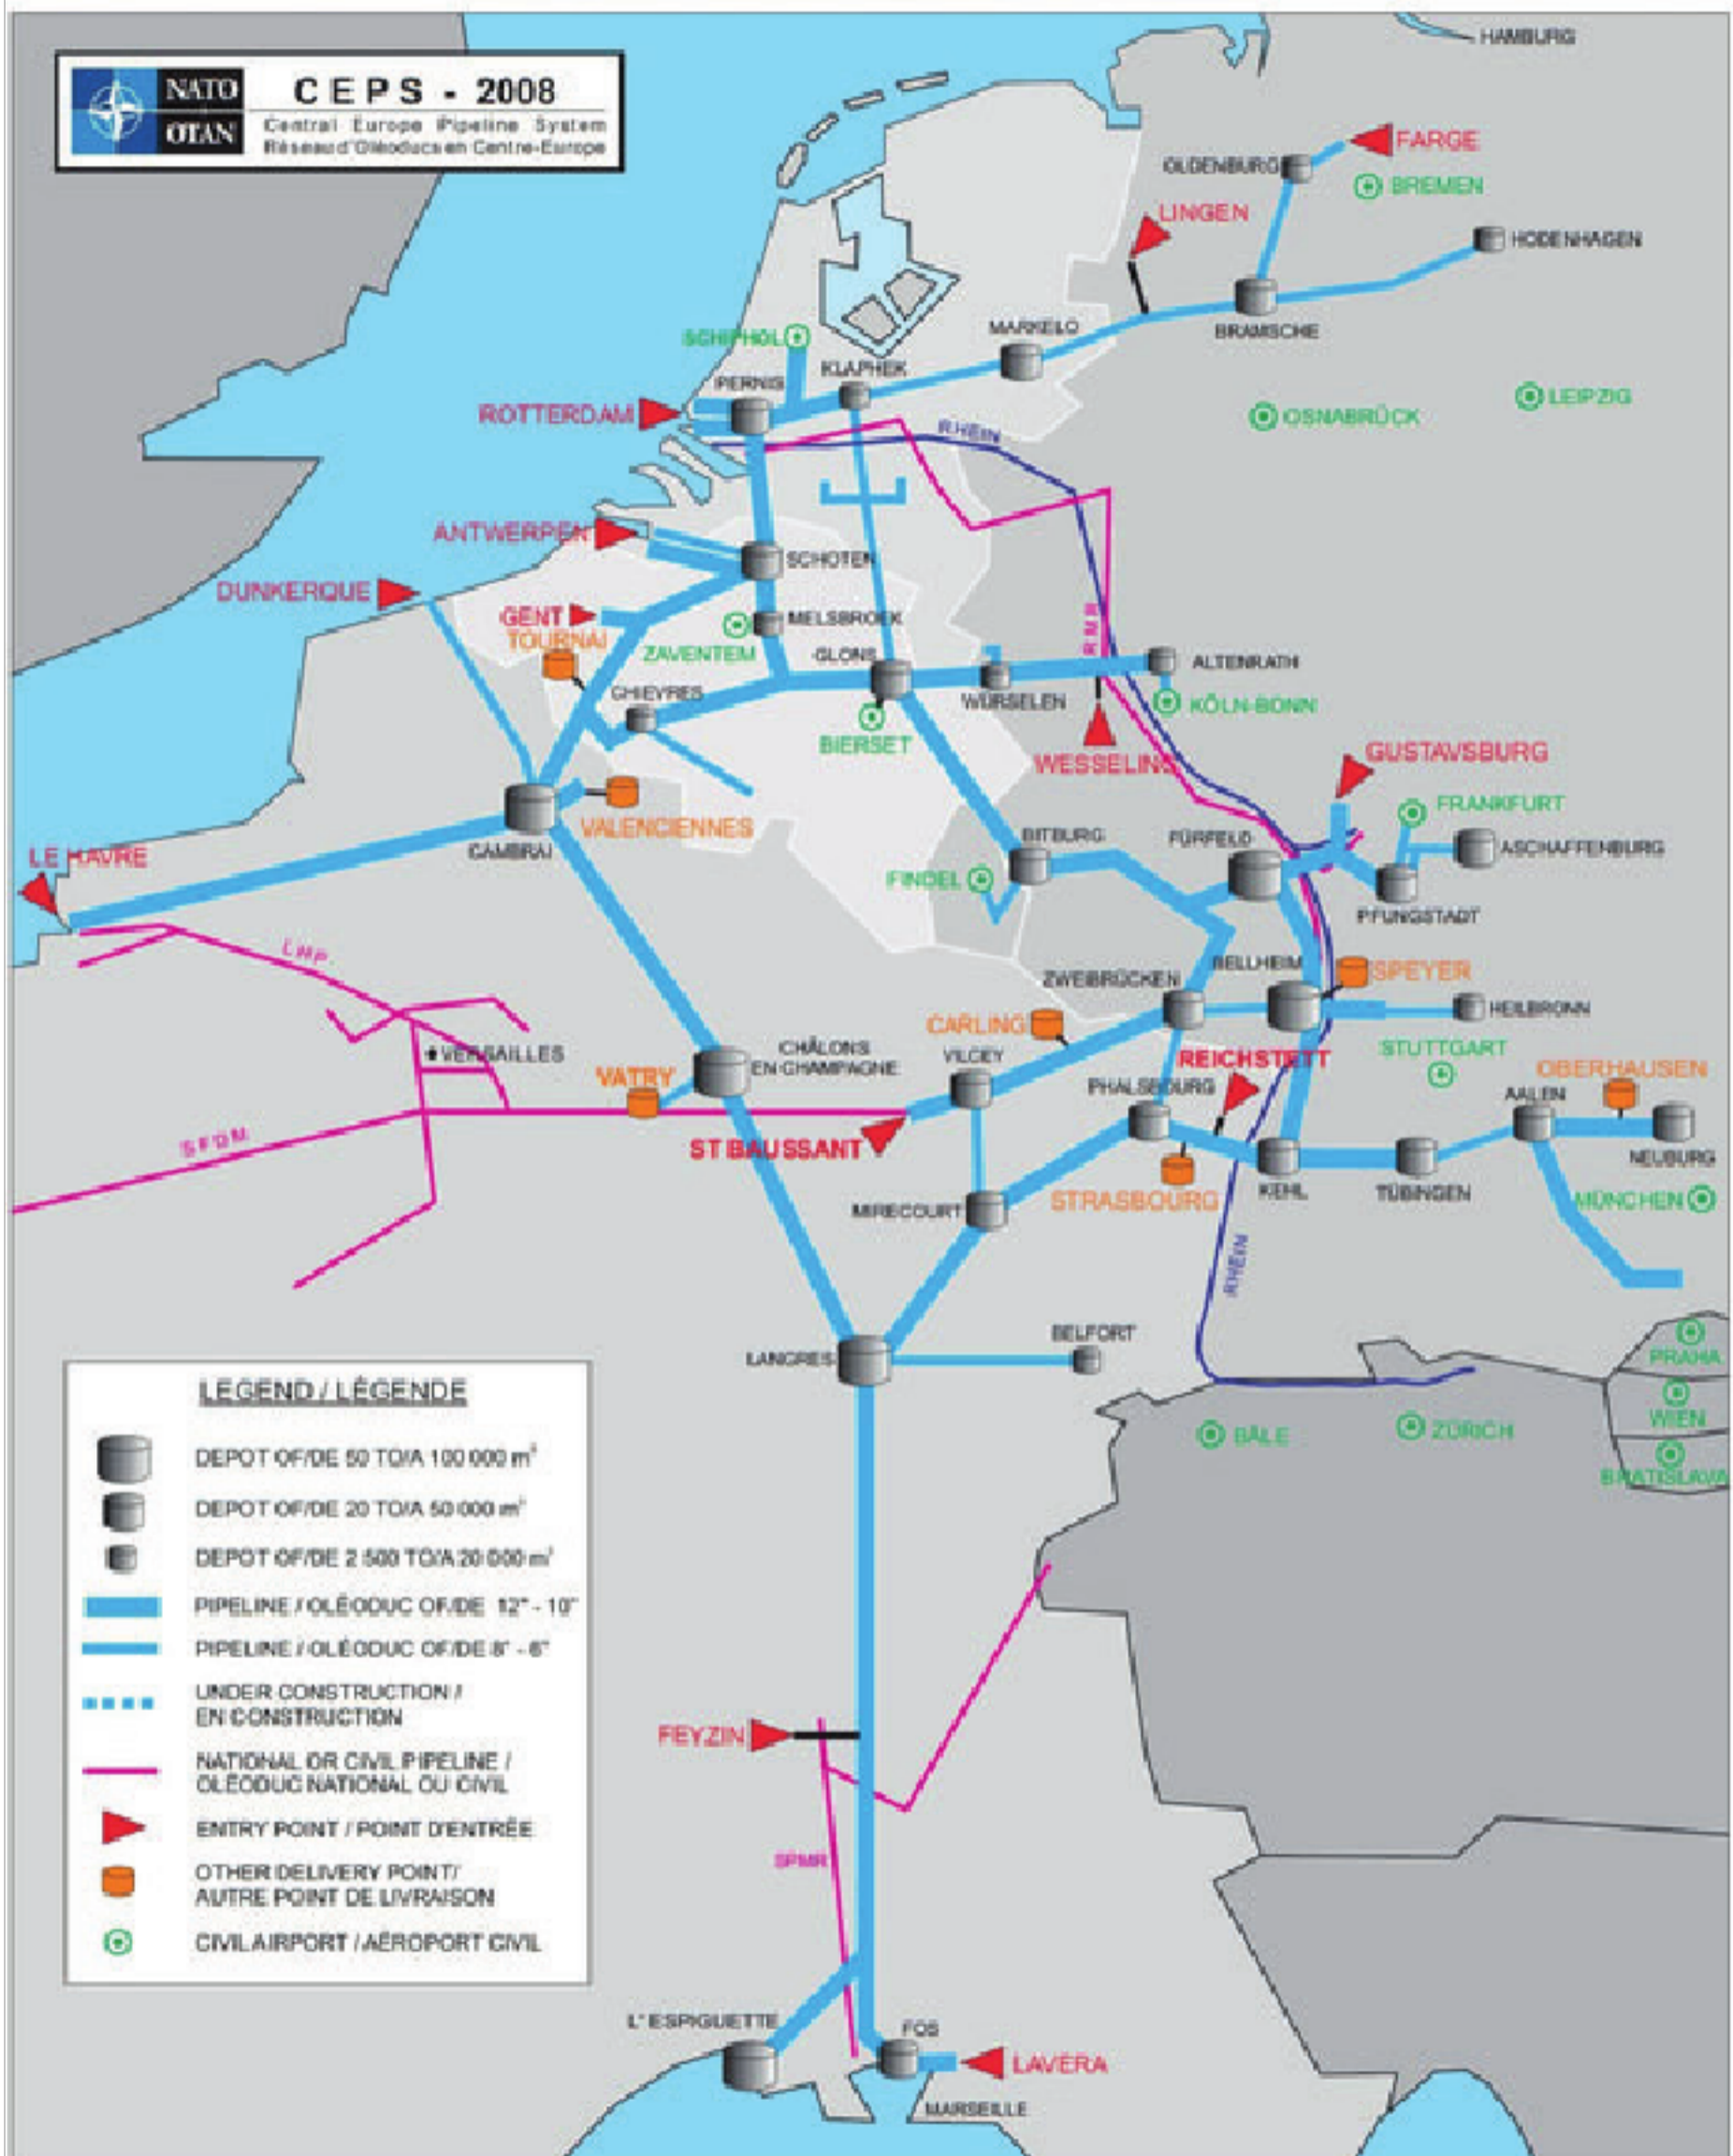 NATO
OTAN
CEPS - 2008
Central Europe Pipeline System
Réseau d'Oléoducs en Centre-Europe
HAMBURG
FARGE
OLDENBURG
BREMEN
LINGEN
HODENHAGEN
BRAMSCHE
MARKELO
SCHIPHOL
KLAPHEK
PERNIS
ROTTERDAM
LEIPZIG
OSNABRÜCK
RHEIN
ANTWERPEN
SCHOTEN
DUNKERQUE
GENT
TOURNAI
MELSBROEK
ZAVENTEM
GLONS
RMR
ALTENRATH
CHIEVRES
WÜRSELEN
KÖLN-BONN
BIERSET
WESSELING
GUSTAVSBURG
FRANKFURT
VALENCIENNES
BITBURG
FÜRFELD
CAMBRAI
ASCHAFFENBURG
LE HAVRE
FINDEL
PFUNGSTADT
LHP.
BELLHEIM
SPEYER
ZWEIBRÜCKEN
HEILBRONN
CARLING
CHÂLONS
EN CHAMPAGNE
VERSAILLES
VILCEY
STUTTGART
REICHSTETT
OBERHAUSEN
VATRY
PHALSBOURG
AALEN
SFDM
ST BAUSSANT
NEUBURG
MIRECOURT
STRASBOURG
KEHL
TÜBINGEN
MÜNCHEN
RHEIN
BELFORT
LANGRES
PRAHA
WIEN
BÂLE
ZÜRICH
BRATISLAVA
LEGEND / LÉGENDE
DEPOT OF/DE 50 TO/A 100 000 m³
DEPOT OF/DE 20 TO/A 50 000 m³
DEPOT OF/DE 2 500 TO/A 20 000 m³
PIPELINE / OLÉODUC OF/DE 12" - 10"
PIPELINE / OLÉODUC OF/DE 8" - 6"
UNDER CONSTRUCTION /
EN CONSTRUCTION
NATIONAL OR CIVIL PIPELINE /
OLÉODUC NATIONAL OU CIVIL
ENTRY POINT / POINT D'ENTRÉE
OTHER DELIVERY POINT/
AUTRE POINT DE LIVRAISON
CIVIL AIRPORT / AÉROPORT CIVIL
FEYZIN
SPMR
L' ESPIGUETTE
FOS
LAVÉRA
MARSEILLE